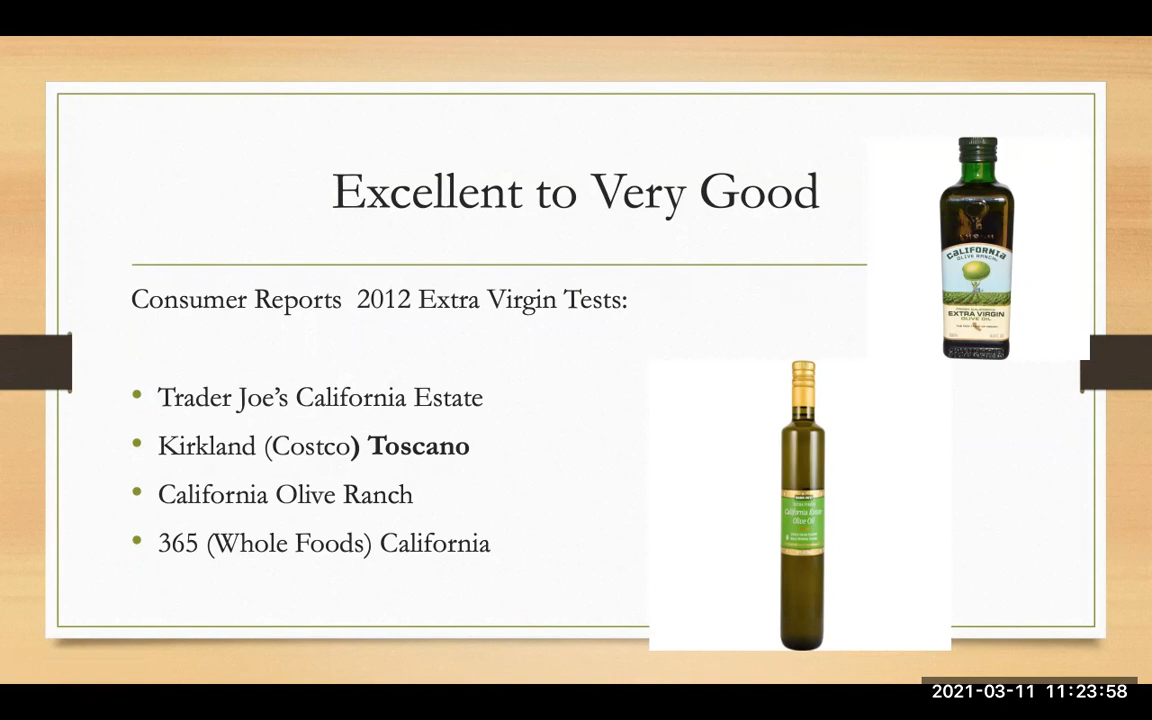 Excellent to Very Good
CALIFORNIA
OLIVE RANCH
EXTRA VIRGIN
OLIVE OIL
Consumer Reports  2012 Extra Virgin Tests:
• Trader Joe’s California Estate
• Kirkland (Costco) Toscano
• California Olive Ranch
• 365 (Whole Foods) California
California Estate
Olive Oil
2021-03-11 11:23:58